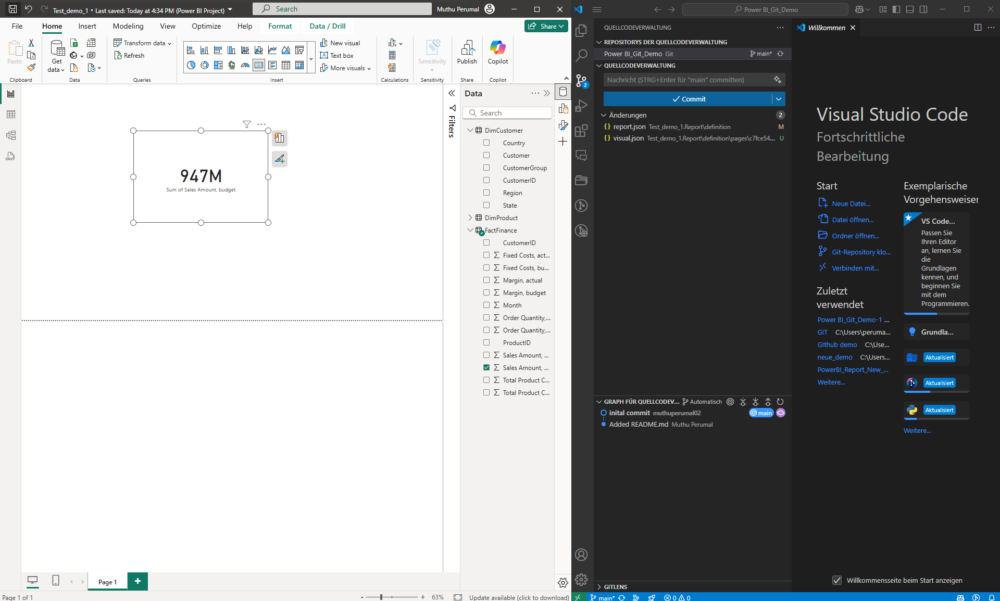 Test_demo_1 • Last saved: Today at 4:34 PM (Power BI Project)
Search
Muthu Perumal
File
Home
Insert
Modeling
View
Optimize
Help
Format
Data / Drill
Share
Paste
Get
data
Transform data
Refresh
New visual
Text box
More visuals
Sensitivity
Publish
Copilot
Clipboard
Data
Queries
Insert
Calculations
Sensitivity
Share
Copilot
DAX
947M
Sum of Sales Amount, budget
Filters
Data
Search
DimCustomer
Country
Customer
CustomerGroup
CustomerID
Region
State
DimProduct
FactFinance
CustomerID
Fixed Costs, act...
Fixed Costs, bu...
Margin, actual
Margin, budget
Month
Order Quantity,...
Order Quantity,...
ProductID
Sales Amount, ...
Sales Amount, ...
Total Product C...
Total Product C...
Page 1
Page 1 of 1
63%
Update available (click to download)
Power BI_Git_Demo
QUELLCODEVERWALTUNG
REPOSITORYS DER QUELLCODEVERWALTUNG
Power BI_Git_Demo Git
main*
QUELLCODEVERWALTUNG
Nachricht (STRG+Enter für "main" committen)
Commit
Änderungen
2
report.json Test_demo_1.Report\definition
M
visual.json Test_demo_1.Report\definition\pages\c7fce54...
U
2
GRAPH FÜR QUELLCODEV...
Automatisch
inital commit muthuperumal02
main
Added README.md Muthu Perumal
GITLENS
main*
0
0
Willkommen
Visual Studio Code
Fortschrittliche
Bearbeitung
Start
Neue Datei...
Datei öffnen...
Ordner öffnen...
Git-Repository klo...
Verbinden mit...
Zuletzt
verwendet
Power BI_Git_Demo-1 ...
GIT C:\Users\peruma...
GIthub demo C:\Use...
neue_demo C:\Users...
PowerBI_Report_New_...
Weitere...
Exemplarische
Vorgehensweisen
VS Code...
Passen Sie
Ihren Editor
an, lernen Sie
die
Grundlagen
kennen, und
beginnen Sie
mit dem
Programmieren.
Grundla...
Aktualisiert
Aktualisiert
Aktualisiert
Weitere...
Willkommensseite beim Start anzeigen